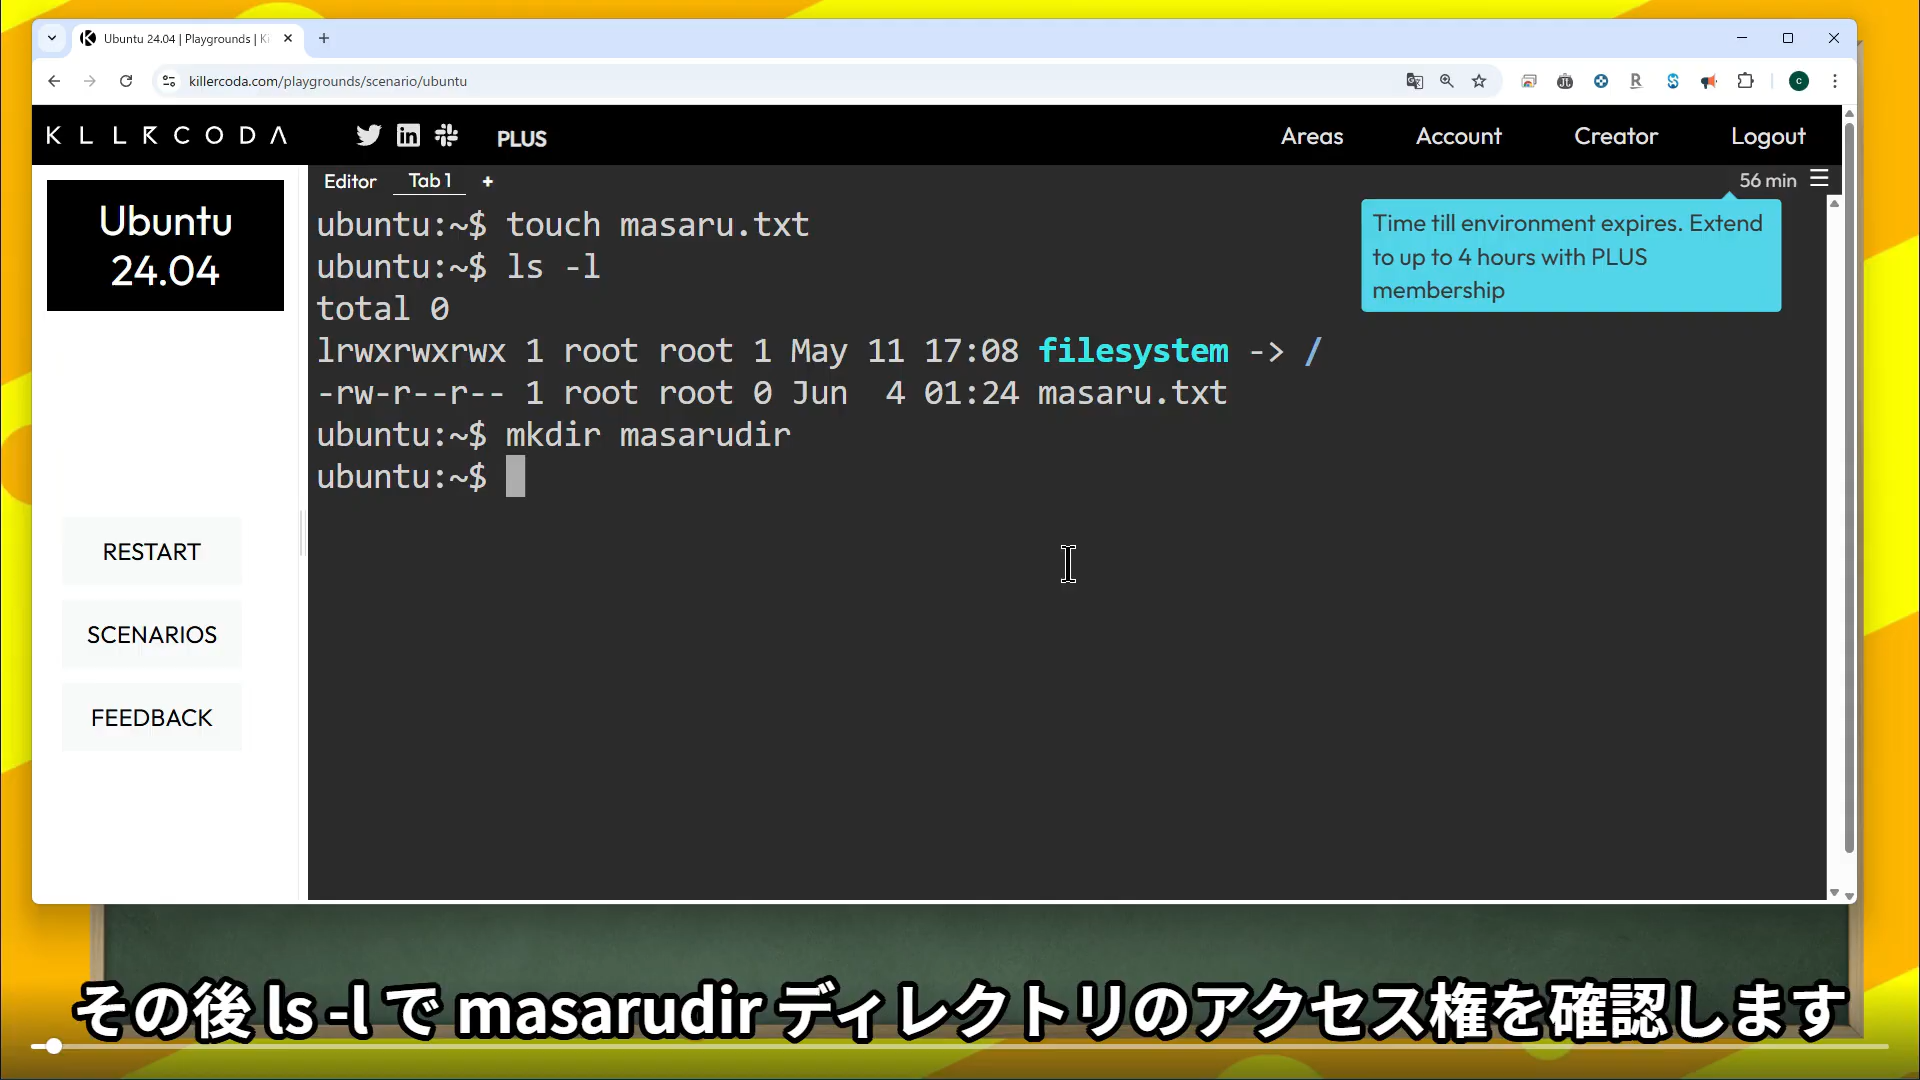 Ubuntu 24.04 | Playgrounds | Ki
killercoda.com/playgrounds/scenario/ubuntu
KLLRCODA
PLUS
Areas
Account
Creator
Logout
Ubuntu
24.04
RESTART
SCENARIOS
FEEDBACK
Editor
Tab 1
+
56 min
Time till environment expires. Extend
to up to 4 hours with PLUS
membership
ubuntu:~$ touch masaru.txt
ubuntu:~$ ls -l
total 0
lrwxrwxrwx 1 root root 1 May 11 17:08 filesystem -> /
-rw-r--r-- 1 root root 0 Jun  4 01:24 masaru.txt
ubuntu:~$ mkdir masarudir
ubuntu:~$
その後 ls -l で masarudir ディレクトリのアクセス権を確認します